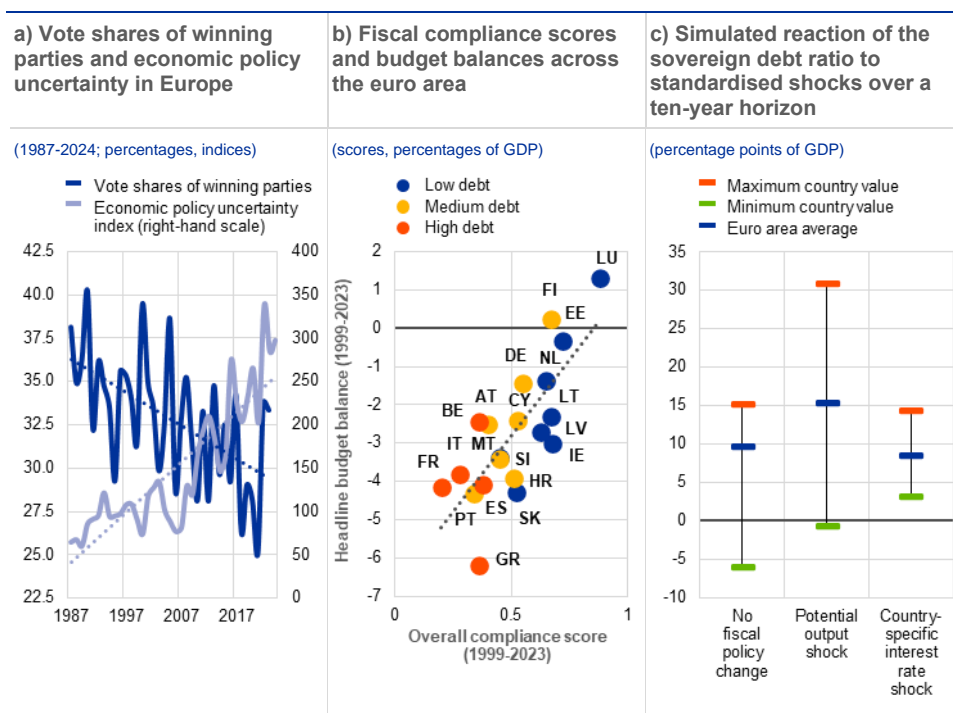 a) Vote shares of winning
parties and economic policy
uncertainty in Europe
(1987-2024; percentages, indices)
Vote shares of winning parties
Economic policy uncertainty
index (right-hand scale)
42.5
40.0
37.5
35.0
32.5
30.0
27.5
25.0
22.5
400
350
300
250
200
150
100
50
0
1987
1997
2007
2017
b) Fiscal compliance scores
and budget balances across
the euro area
(scores, percentages of GDP)
Low debt
Medium debt
High debt
Headline budget balance (1999-2023)
2
1
0
-1
-2
-3
-4
-5
-6
-7
LU
FI
EE
DE
NL
AT
CY
LT
BE
IT
MT
LV
FR
SI
IE
HR
PT
ES
SK
GR
0
0.5
1
Overall compliance score
(1999-2023)
c) Simulated reaction of the
sovereign debt ratio to
standardised shocks over a
ten-year horizon
(percentage points of GDP)
Maximum country value
Minimum country value
Euro area average
35
30
25
20
15
10
5
0
-5
-10
No
fiscal
policy
change
Potential
output
shock
Country-
specific
interest
rate
shock